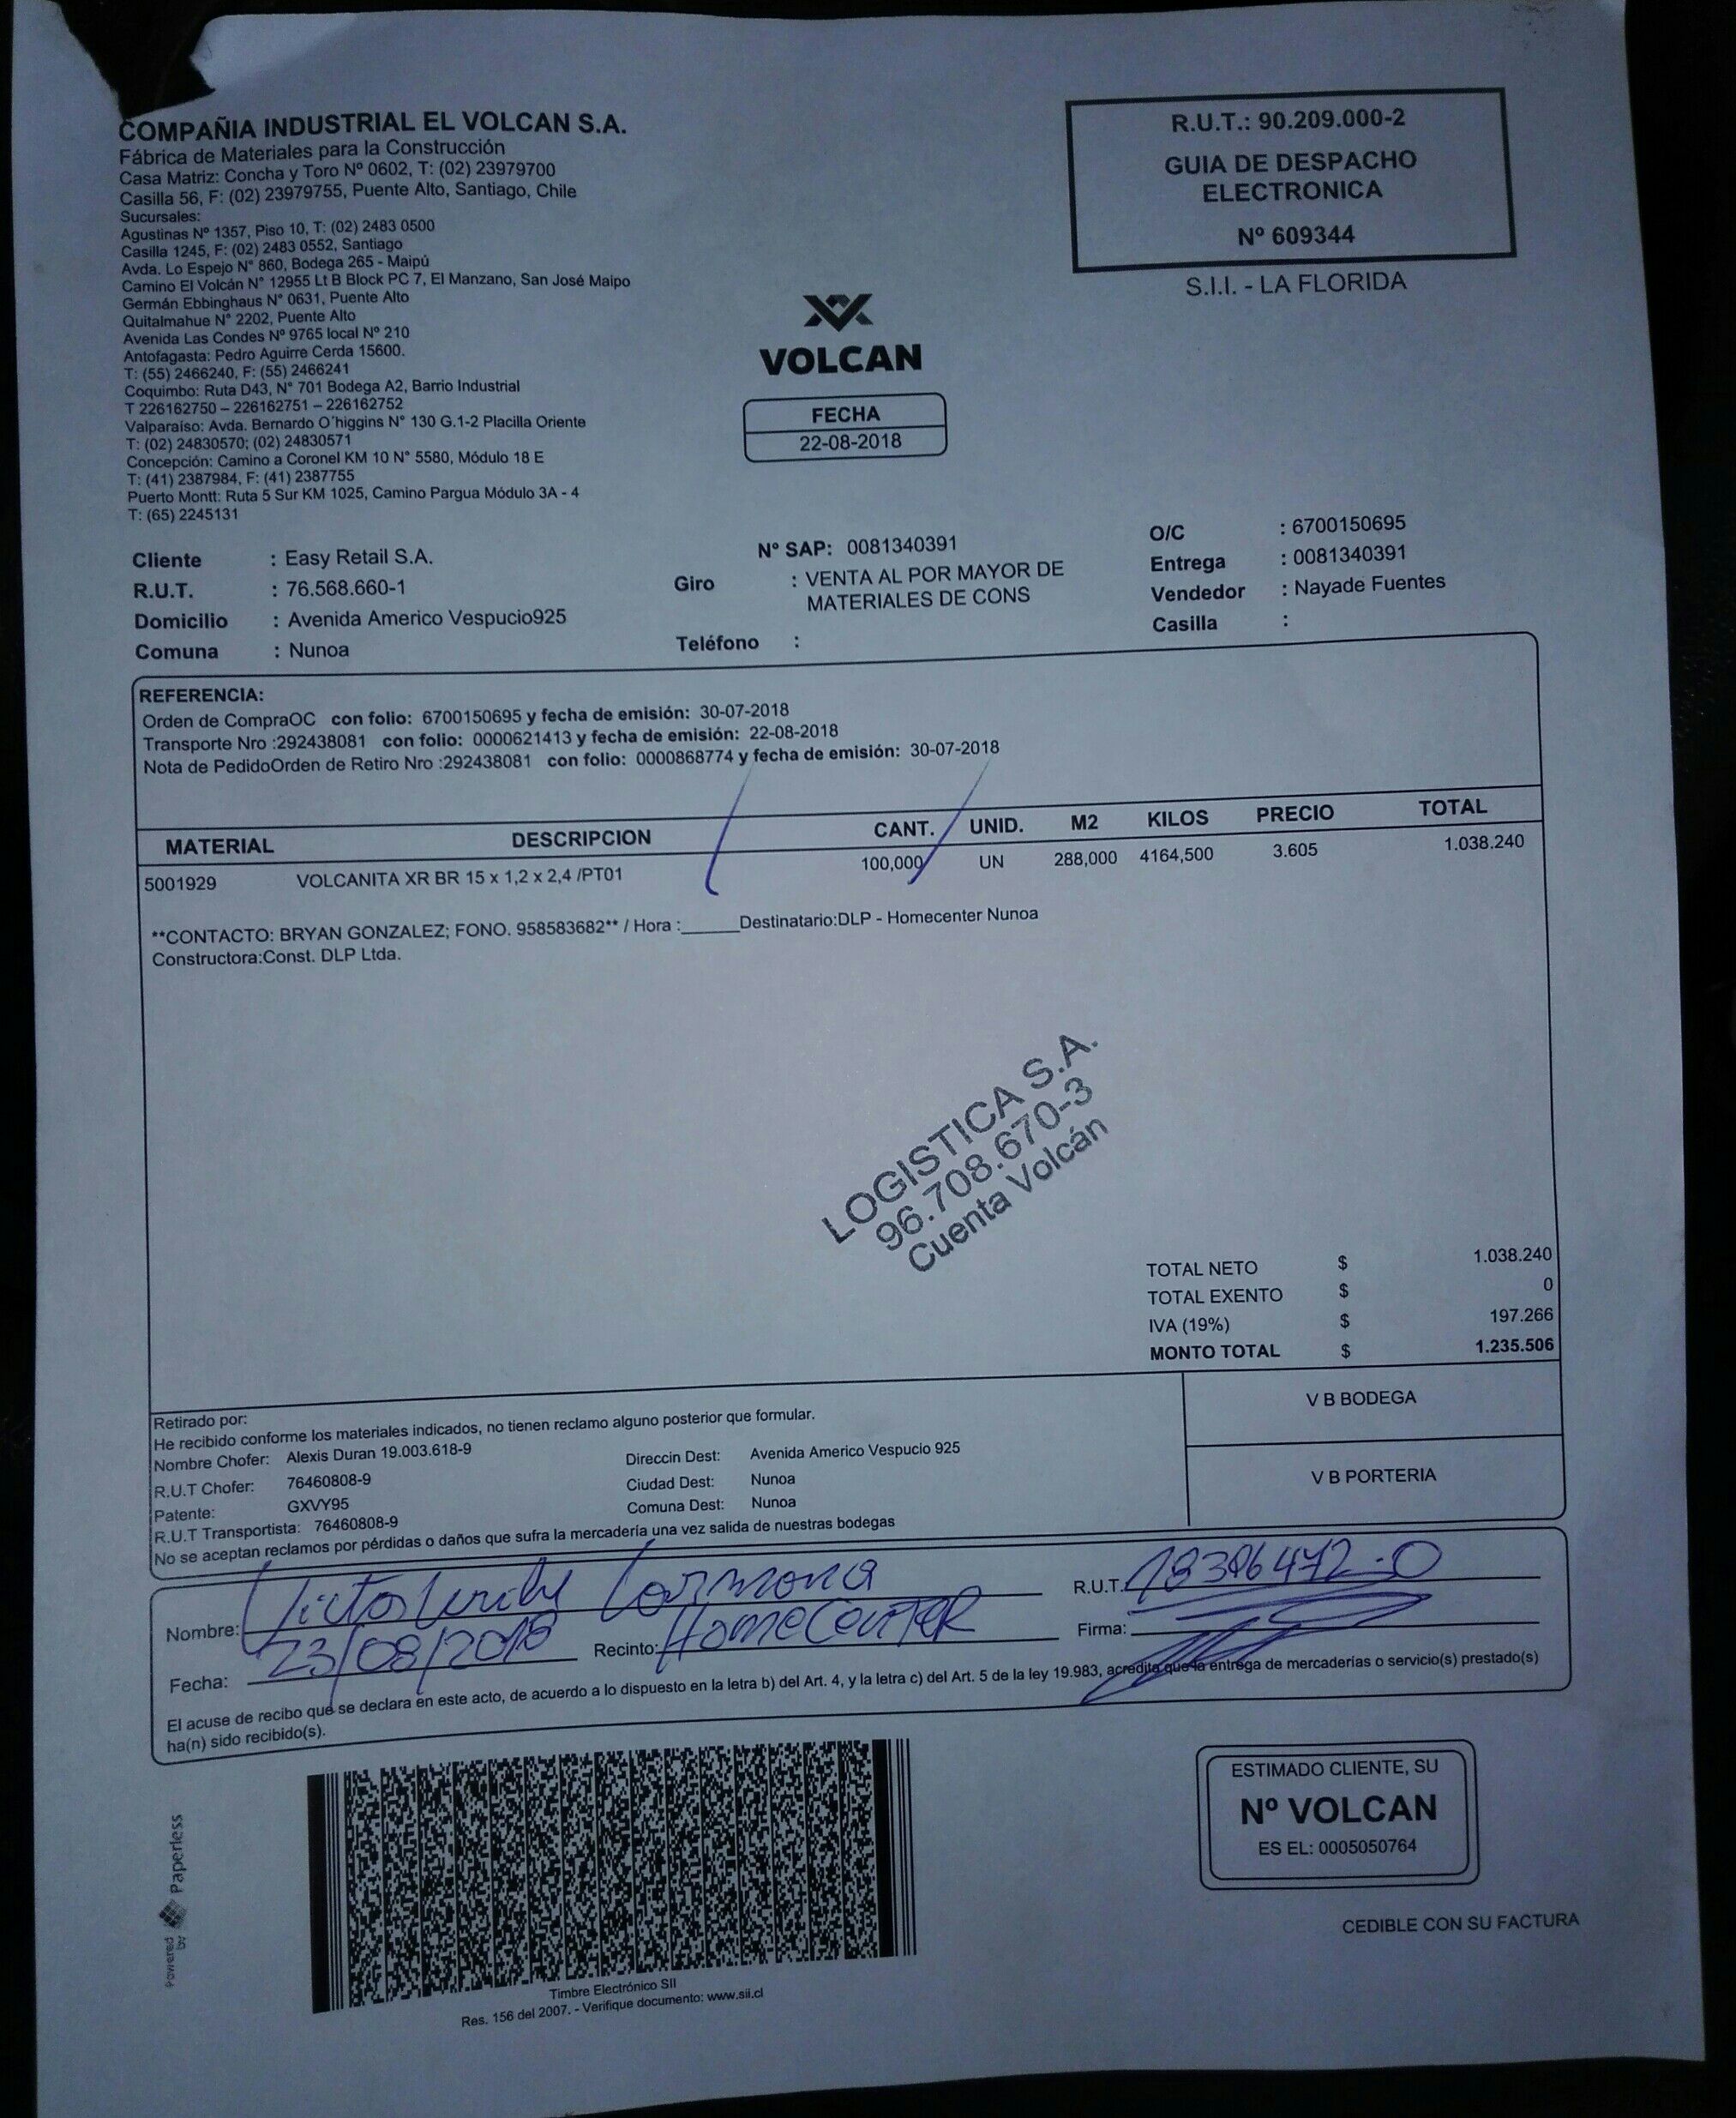 COMPAÑIA INDUSTRIAL EL VOLCAN S.A.
Fábrica de Materiales para la Construcción
Casa Matriz: Concha y Toro Nº 0602, T: (02) 23979700
Casilla 56, F: (02) 23979755, Puente Alto, Santiago, Chile
Sucursales:
Agustinas Nº 1357, Piso 10, T: (02) 2483 0500
Casilla 1245, F: (02) 2483 0552, Santiago
Avda. Lo Espejo N° 860, Bodega 265 - Maipú
Camino El Volcán N° 12955 Lt B Block PC 7, El Manzano, San José Maipo
Germán Ebbinghaus N° 0631, Puente Alto
Quitalmahue N° 2202, Puente Alto
Avenida Las Condes Nº 9765 local Nº 210
Antofagasta: Pedro Aguirre Cerda 15600.
T: (55) 2466240, F: (55) 2466241
Coquimbo: Ruta D43, N° 701 Bodega A2, Barrio Industrial
T 226162750 – 226162751 – 226162752
Valparaíso: Avda. Bernardo O´higgins N° 130 G.1-2 Placilla Oriente
T: (02) 24830570; (02) 24830571
Concepción: Camino a Coronel KM 10 N° 5580, Módulo 18 E
T: (41) 2387984, F: (41) 2387755
Puerto Montt: Ruta 5 Sur KM 1025, Camino Pargua Módulo 3A - 4
T: (65) 2245131
R.U.T.: 90.209.000-2
GUIA DE DESPACHO
ELECTRONICA
Nº 609344
S.I.I. - LA FLORIDA
VOLCAN
FECHA
22-08-2018
Cliente : Easy Retail S.A.
R.U.T. : 76.568.660-1
Domicilio : Avenida Americo Vespucio925
Comuna : Nunoa
Nº SAP: 0081340391
Giro : VENTA AL POR MAYOR DE
MATERIALES DE CONS
Teléfono :
O/C : 6700150695
Entrega : 0081340391
Vendedor : Nayade Fuentes
Casilla :
REFERENCIA:
Orden de CompraOC con folio: 6700150695 y fecha de emisión: 30-07-2018
Transporte Nro :292438081 con folio: 0000621413 y fecha de emisión: 22-08-2018
Nota de PedidoOrden de Retiro Nro :292438081 con folio: 0000868774 y fecha de emisión: 30-07-2018
MATERIAL DESCRIPCION CANT. UNID. M2 KILOS PRECIO TOTAL
5001929 VOLCANITA XR BR 15 x 1,2 x 2,4 /PT01 100,000 UN 288,000 4164,500 3.605 1.038.240
**CONTACTO: BRYAN GONZALEZ; FONO. 958583682** / Hora :______Destinatario:DLP - Homecenter Nunoa
Constructora:Const. DLP Ltda.
LOGISTICA S.A.
96.708.670-3
Cuenta Volcán
TOTAL NETO $ 1.038.240
TOTAL EXENTO $ 0
IVA (19%) $ 197.266
MONTO TOTAL $ 1.235.506
Retirado por:
He recibido conforme los materiales indicados, no tienen reclamo alguno posterior que formular.
Nombre Chofer: Alexis Duran 19.003.618-9
R.U.T Chofer: 76460808-9
Patente: GXVY95
R.U.T Transportista: 76460808-9
Direccin Dest: Avenida Americo Vespucio 925
Ciudad Dest: Nunoa
Comuna Dest: Nunoa
No se aceptan reclamos por pérdidas o daños que sufra la mercadería una vez salida de nuestras bodegas
V B BODEGA
V B PORTERIA
Nombre: Carmona
R.U.T. 18306472-0
Fecha: 23/08/2018 Recinto: HomeCenter
Firma:
El acuse de recibo que se declara en este acto, de acuerdo a lo dispuesto en la letra b) del Art. 4, y la letra c) del Art. 5 de la ley 19.983, acredita que la entrega de mercaderías o servicio(s) prestado(s)
ha(n) sido recibido(s).
Powered by Paperless
Timbre Electrónico SII
Res. 156 del 2007. - Verifique documento: www.sii.cl
ESTIMADO CLIENTE, SU
Nº VOLCAN
ES EL: 0005050764
CEDIBLE CON SU FACTURA